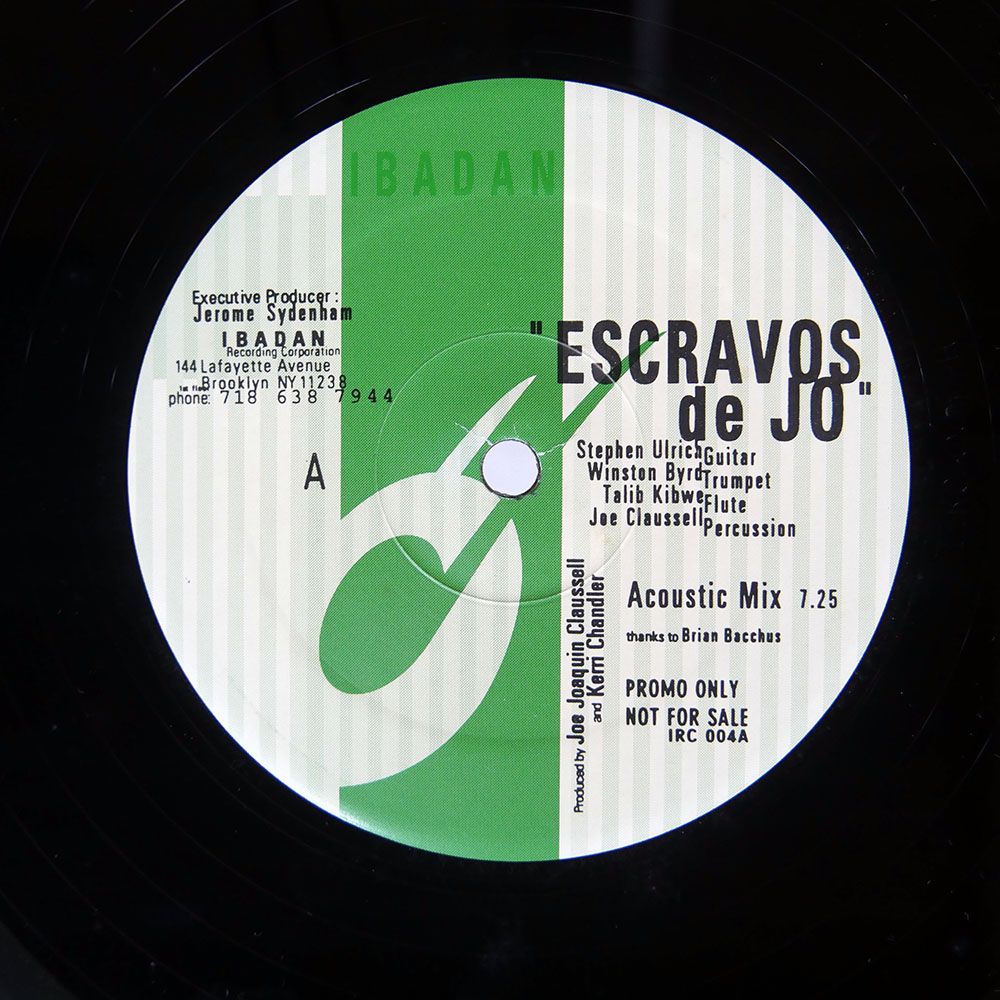 IBADAN
Executive Producer :
Jerome Sydenham
IBADAN
Recording Corporation
144 Lafayette Avenue
1st floor Brooklyn NY 11238
phone: 718 638 7944
A
"ESCRAVOS
de JO"
Stephen Ulrich Guitar
Winston Byrd Trumpet
Talib Kibwe Flute
Joe Claussell Percussion
Acoustic Mix 7.25
thanks to Brian Bacchus
PROMO ONLY
NOT FOR SALE
IRC 004A
Produced by Joe Joaquin Claussell
and Kerri Chandler